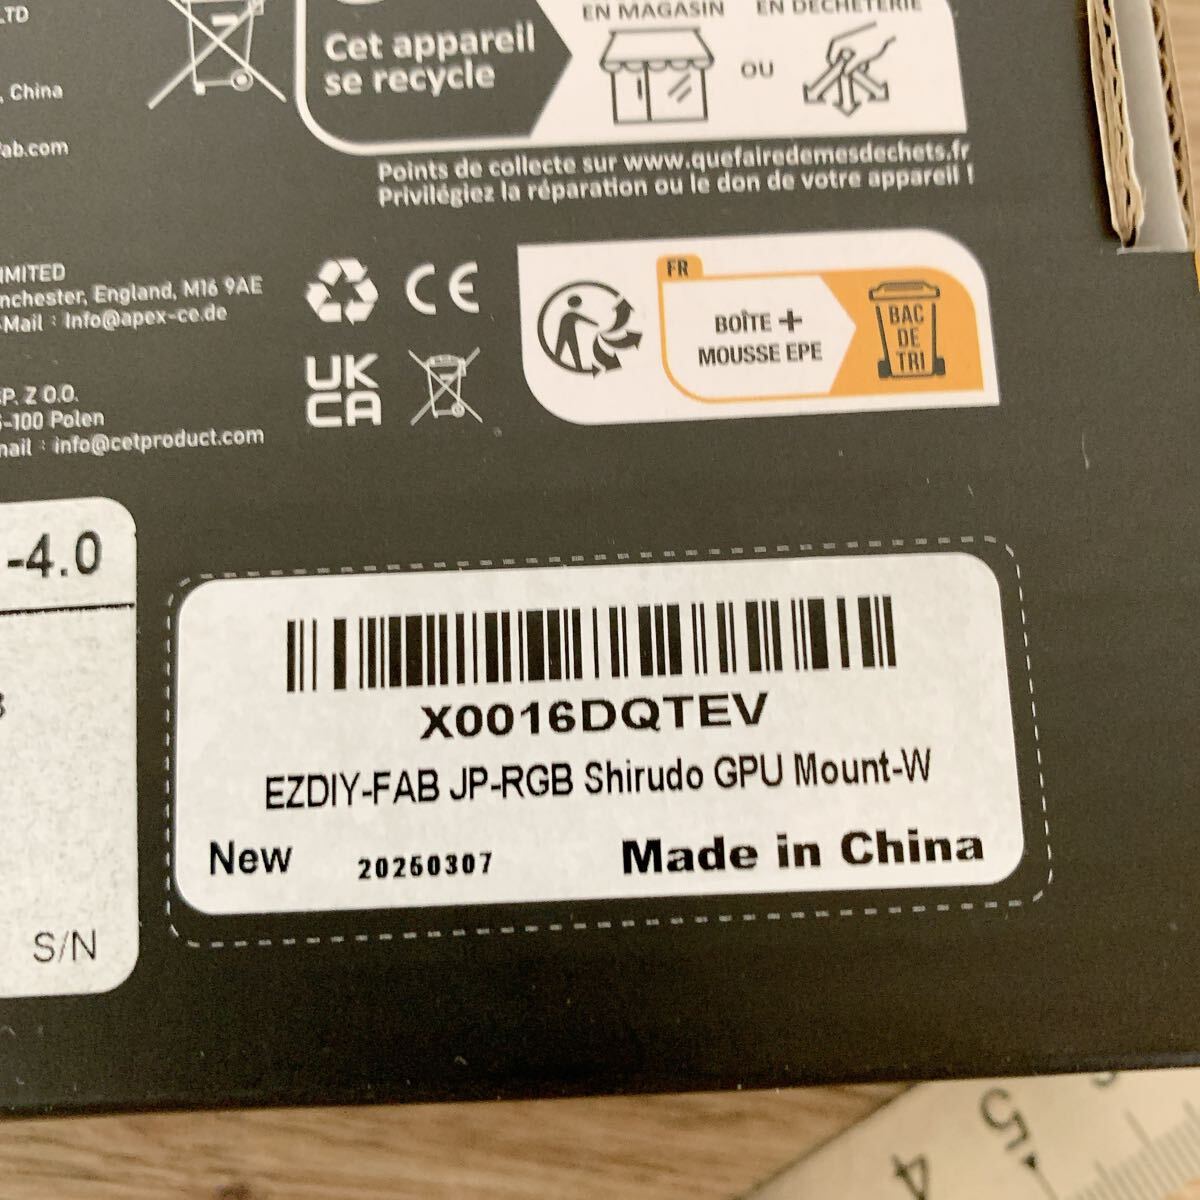 LTD
, China
fab.com
Cet appareil
se recycle
EN MAGASIN
OU
EN DÉCHÈTERIE
Points de collecte sur www.quefairedemesdechets.fr
Privilégiez la réparation ou le don de votre appareil !
IMITED
nchester, England, M16 9AE
-Mail : Info@apex-ce.de
CE
UK
CA
FR
BOÎTE +
MOUSSE EPE
BAC
DE
TRI
SP. Z O.O.
-100 Polen
mail : info@cetproduct.com
-4.0
S/N
X0016DQTEV
EZDIY-FAB JP-RGB Shirudo GPU Mount-W
New
20250307
Made in China
5
4